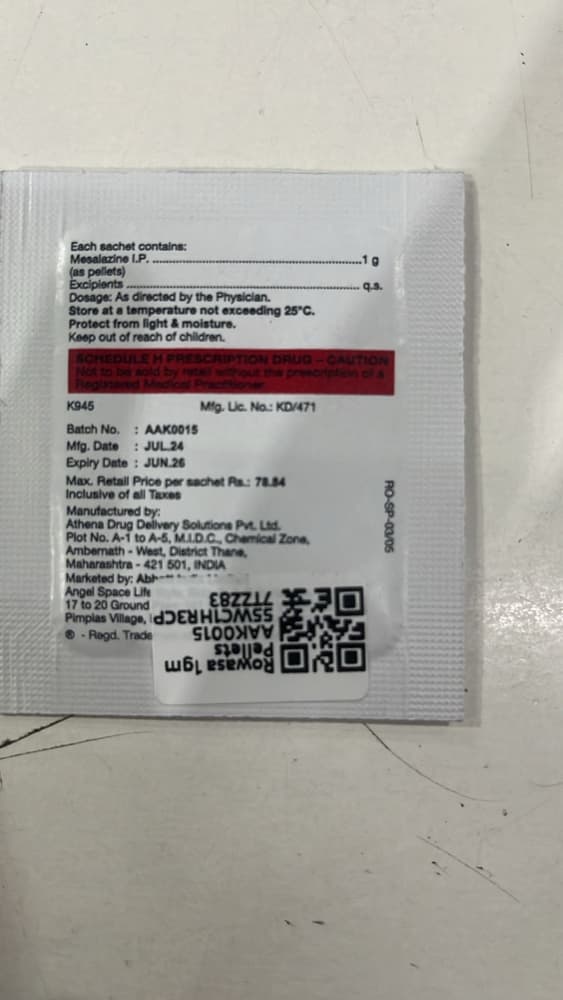 Each sachet contains:
Mesalazine I.P. ..........................................................1 g
(as pellets)
Excipients ................................................................ q.s.
Dosage: As directed by the Physician.
Store at a temperature not exceeding 25°C.
Protect from light & moisture.
Keep out of reach of children.
SCHEDULE H PRESCRIPTION DRUG – CAUTION
Not to be sold by retail without the prescription of a
Registered Medical Practitioner
K945 Mfg. Lic. No.: KD/471
Batch No. : AAK0015
Mfg. Date : JUL.24
Expiry Date : JUN.26
Max. Retail Price per sachet Rs.: 78.84
Inclusive of all Taxes
Manufactured by:
Athena Drug Delivery Solutions Pvt. Ltd.
Plot No. A-1 to A-5, M.I.D.C., Chemical Zone,
Ambernath - West, District Thane,
Maharashtra - 421 501, INDIA
Marketed by:
Angel Space Life
17 to 20 Ground
Pimplas Village,
® - Regd. Trade
RO-SP-03/05
Rowasa 1gm
Pellets
AAK0015
SSWC1HR3CP
7TZZ83